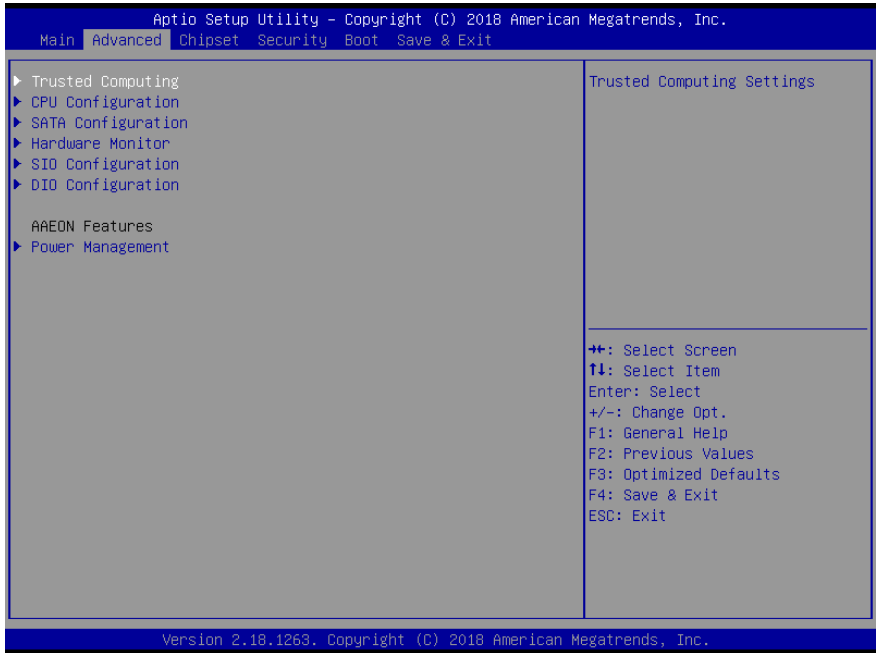 Aptio Setup Utility – Copyright (C) 2018 American Megatrends, Inc.
Main Advanced Chipset Security Boot Save & Exit
Trusted Computing
CPU Configuration
SATA Configuration
Hardware Monitor
SIO Configuration
DIO Configuration
AAEON Features
Power Management
Trusted Computing Settings
→←: Select Screen
↑↓: Select Item
Enter: Select
+/-: Change Opt.
F1: General Help
F2: Previous Values
F3: Optimized Defaults
F4: Save & Exit
ESC: Exit
Version 2.18.1263. Copyright (C) 2018 American Megatrends, Inc.